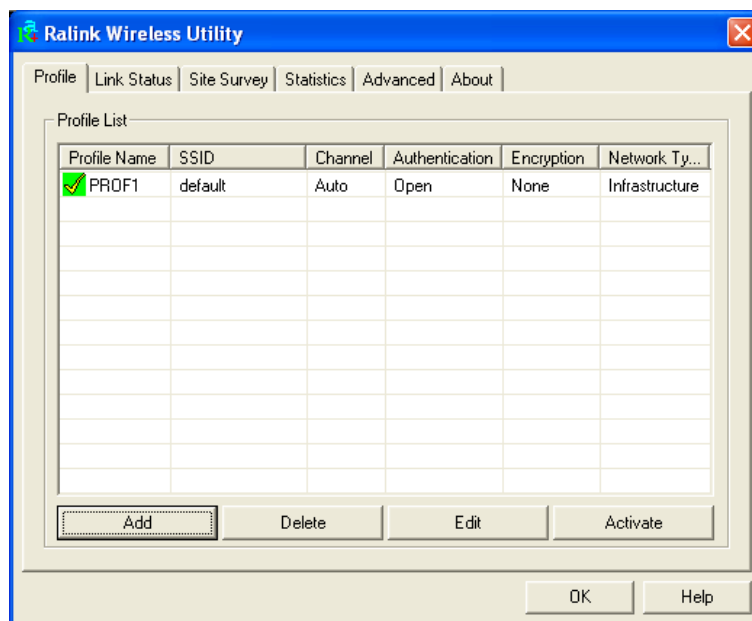 Ralink Wireless Utility
Profile Link Status Site Survey Statistics Advanced About
Profile List
Profile Name SSID Channel Authentication Encryption Network Ty...
PROF1 default Auto Open None Infrastructure
Add Delete Edit Activate
OK Help